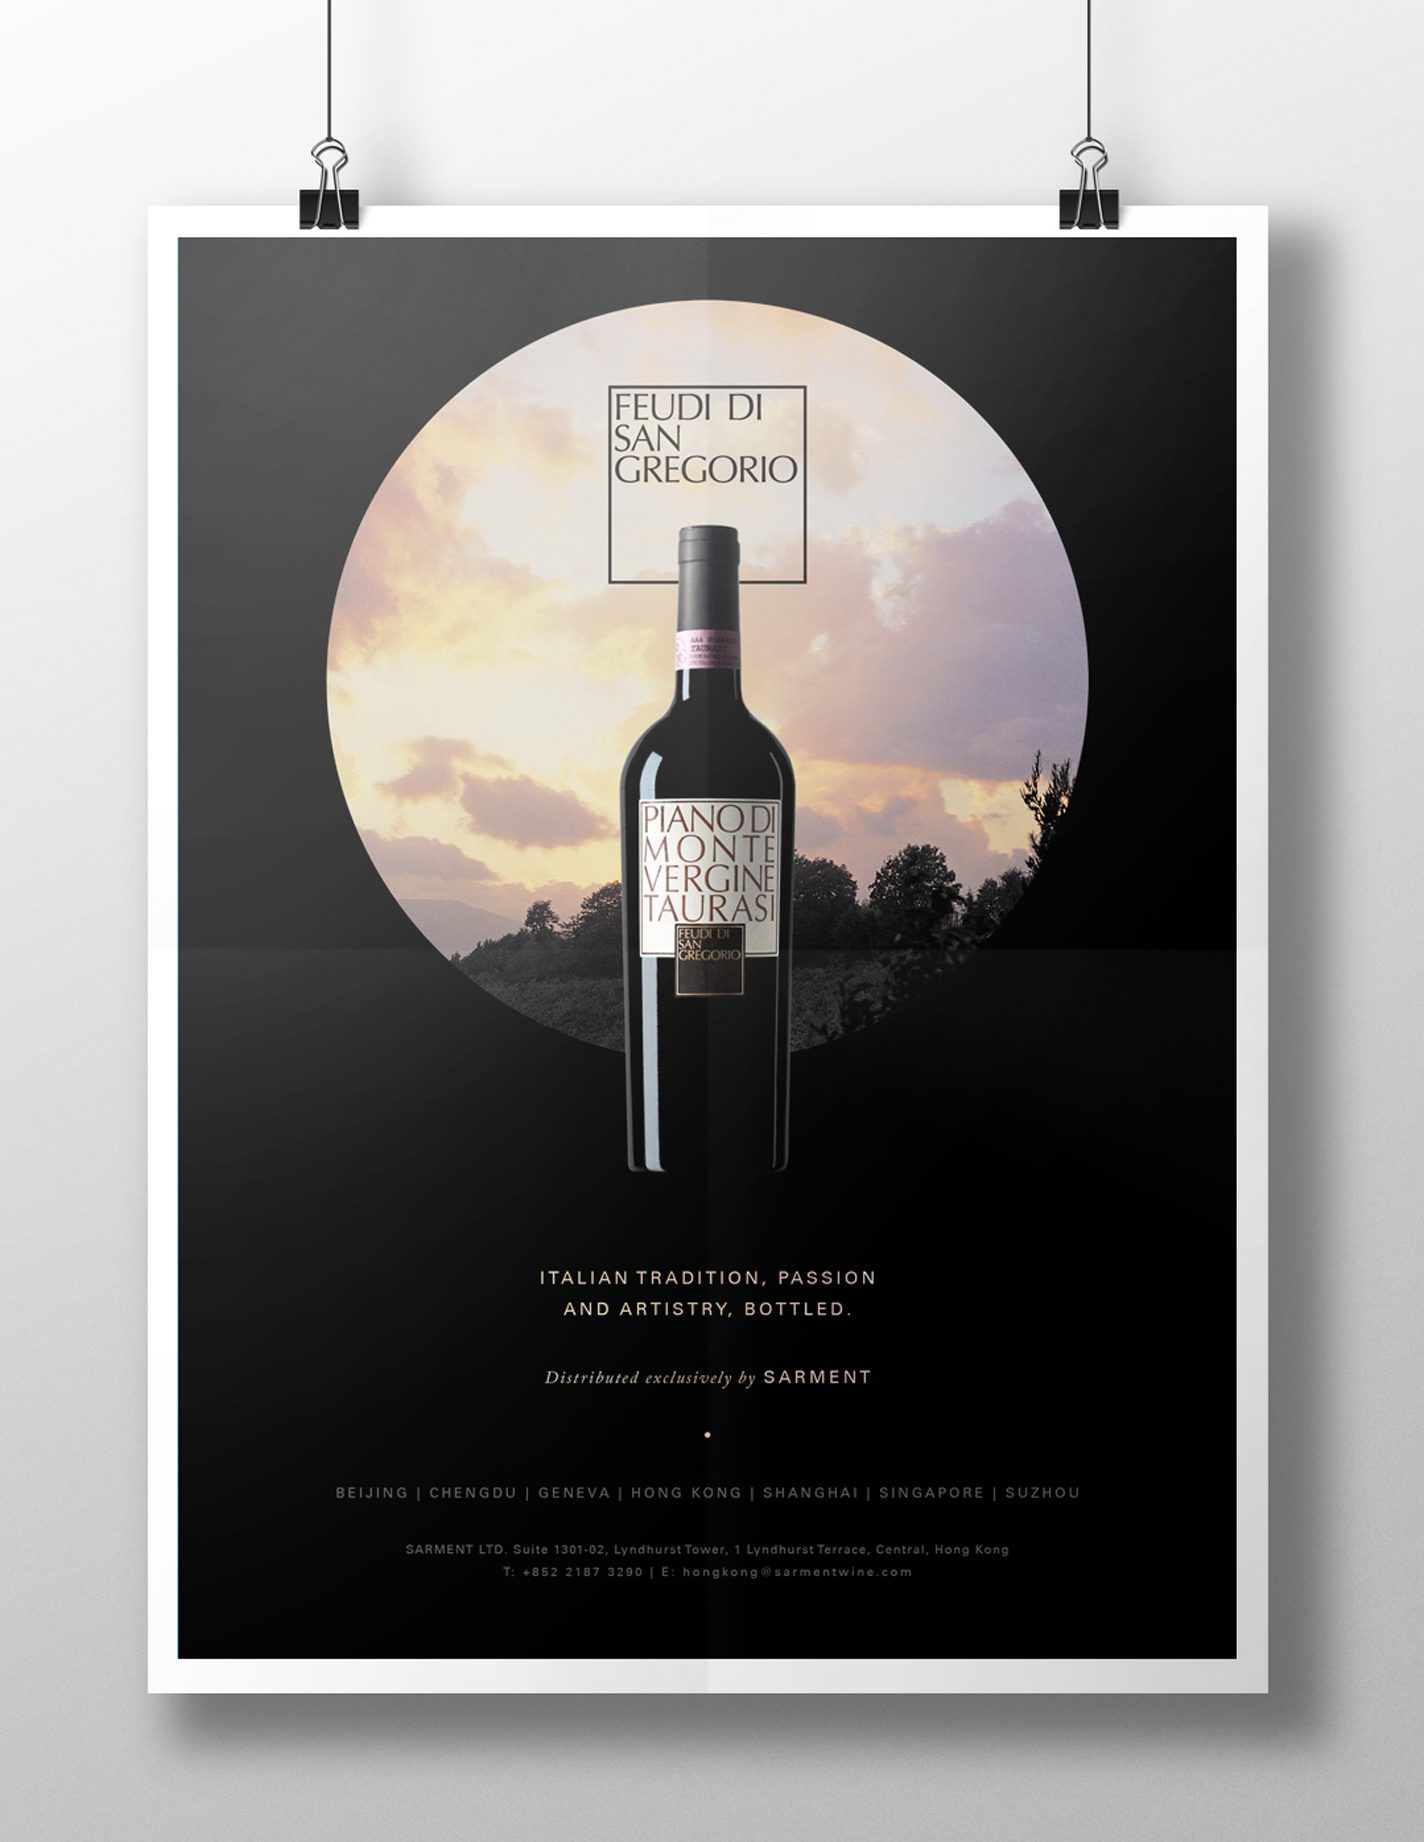 FEUDI DI
SAN
GREGORIO
TAURASI
PIANO DI
MONTE
VERGINE
TAURASI
FEUDI DI
SAN
GREGORIO
ITALIAN TRADITION, PASSION
AND ARTISTRY, BOTTLED.
Distributed exclusively by SARMENT
BEIJING | CHENGDU | GENEVA | HONG KONG | SHANGHAI | SINGAPORE | SUZHOU
SARMENT LTD. Suite 1301-02, Lyndhurst Tower, 1 Lyndhurst Terrace, Central, Hong Kong
T: +852 2187 3290 | E: hongkong@sarmentwine.com